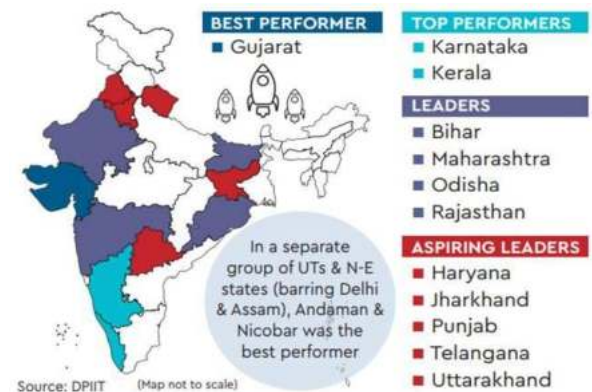 BEST PERFORMER
Gujarat
TOP PERFORMERS
Karnataka
Kerala
LEADERS
Bihar
Maharashtra
Odisha
Rajasthan
ASPIRING LEADERS
Haryana
Jharkhand
Punjab
Telangana
Uttarakhand
In a separate
group of UTs & N-E
states (barring Delhi
& Assam), Andaman &
Nicobar was the
best performer
Source: DPIIT
(Map not to scale)